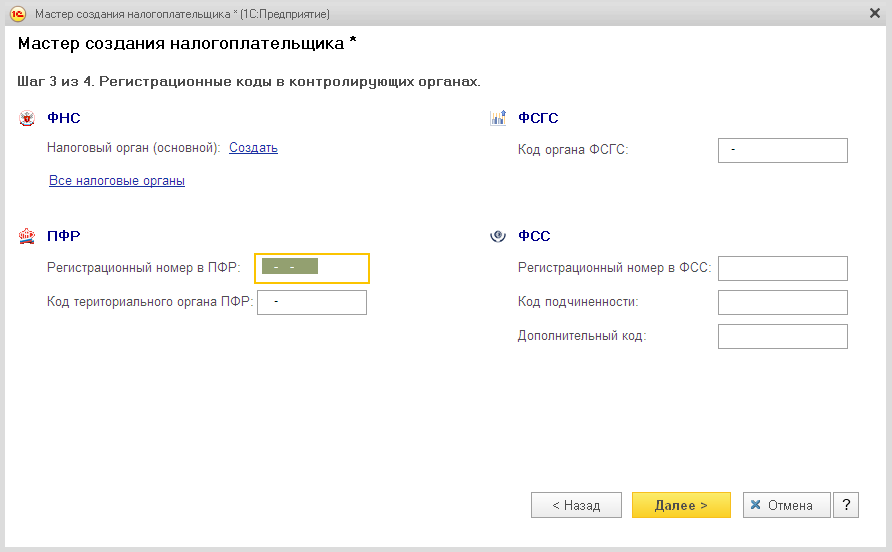 Мастер создания налогоплательщика * (1С:Предприятие)
Мастер создания налогоплательщика *
Шаг 3 из 4. Регистрационные коды в контролирующих органах.
ФНС
Налоговый орган (основной): Создать
Все налоговые органы
ФСГС
Код органа ФСГС: -
ПФР
Регистрационный номер в ПФР: - -
Код териториального органа ПФР: -
ФСС
Регистрационный номер в ФСС:
Код подчиненности:
Дополнительный код:
< Назад
Далее >
Отмена
?